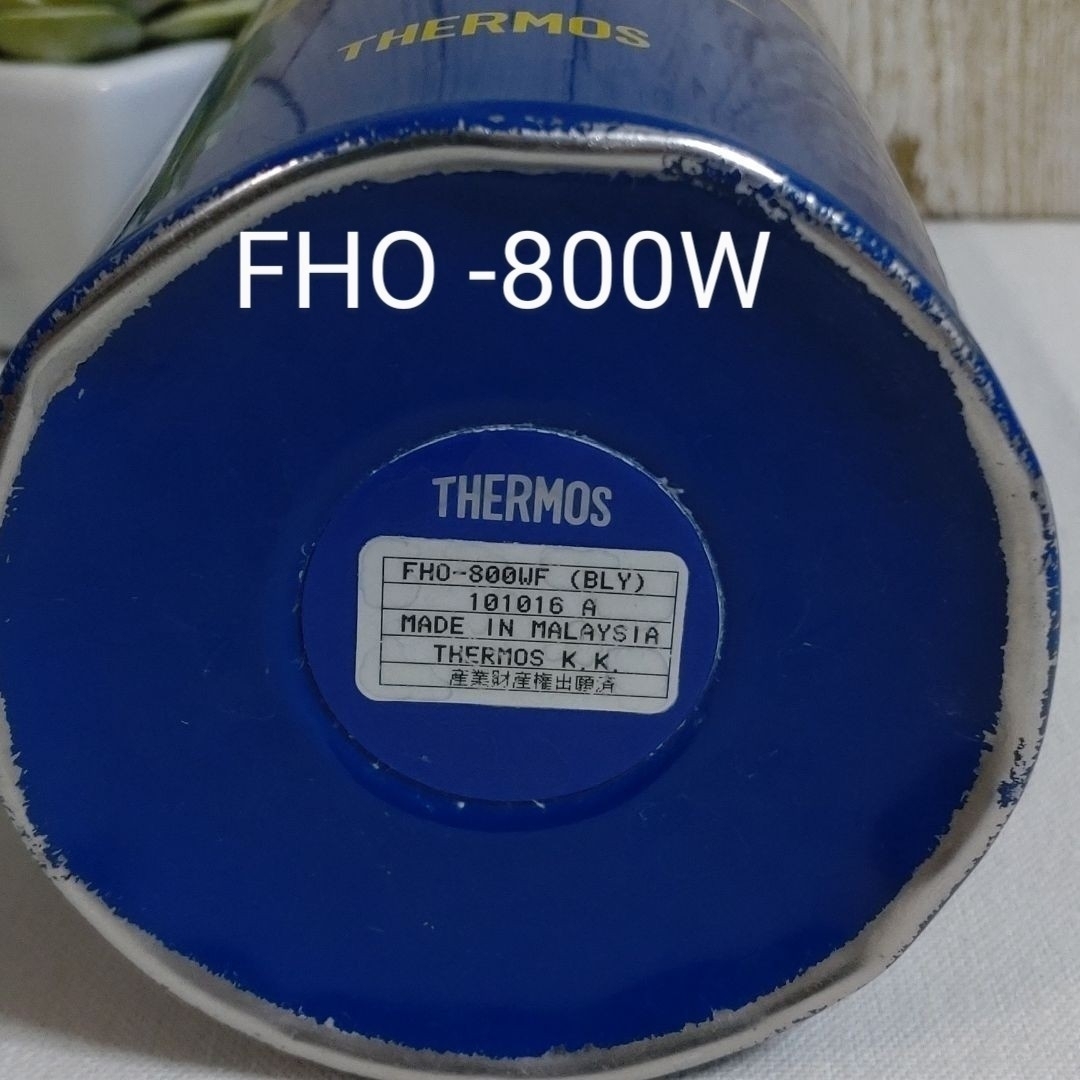 THERMOS
FHO -800W
THERMOS
FHO-800WF (BLY)
101016 A
MADE IN MALAYSIA
THERMOS K.K.
産業財産権出願済